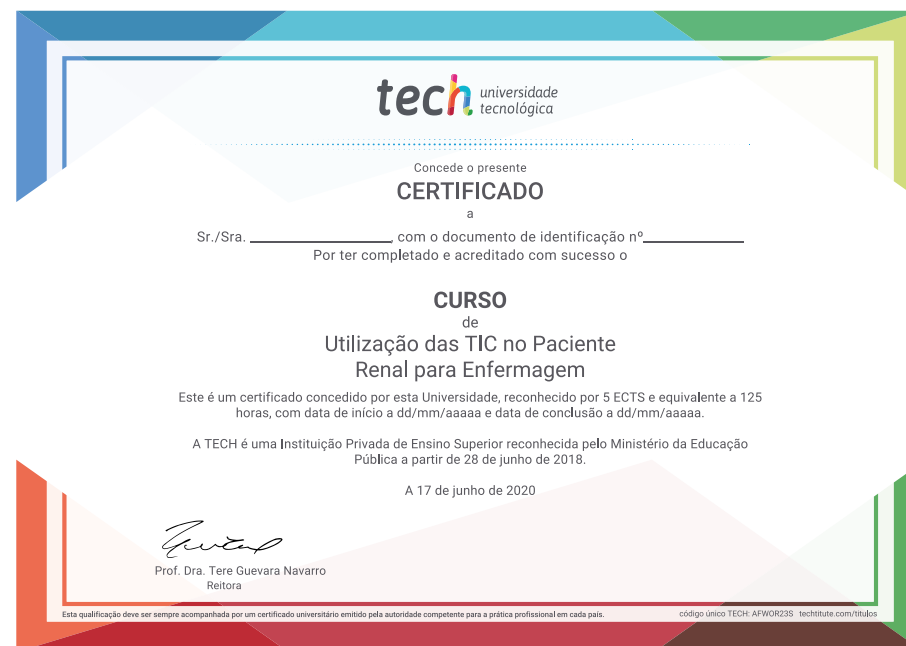 tech universidade
tecnológica
Concede o presente
CERTIFICADO
a
Sr./Sra. ____________________, com o documento de identificação nº______________
Por ter completado e acreditado com sucesso o
CURSO
de
Utilização das TIC no Paciente
Renal para Enfermagem
Este é um certificado concedido por esta Universidade, reconhecido por 5 ECTS e equivalente a 125
horas, com data de início a dd/mm/aaaaa e data de conclusão a dd/mm/aaaaa.
A TECH é uma Instituição Privada de Ensino Superior reconhecida pelo Ministério da Educação
Pública a partir de 28 de junho de 2018.
A 17 de junho de 2020
Prof. Dra. Tere Guevara Navarro
Reitora
Esta qualificação deve ser sempre acompanhada por um certificado universitário emitido pela autoridade competente para a prática profissional em cada país.
código único TECH: AFWOR23S techtitute.com/titulos